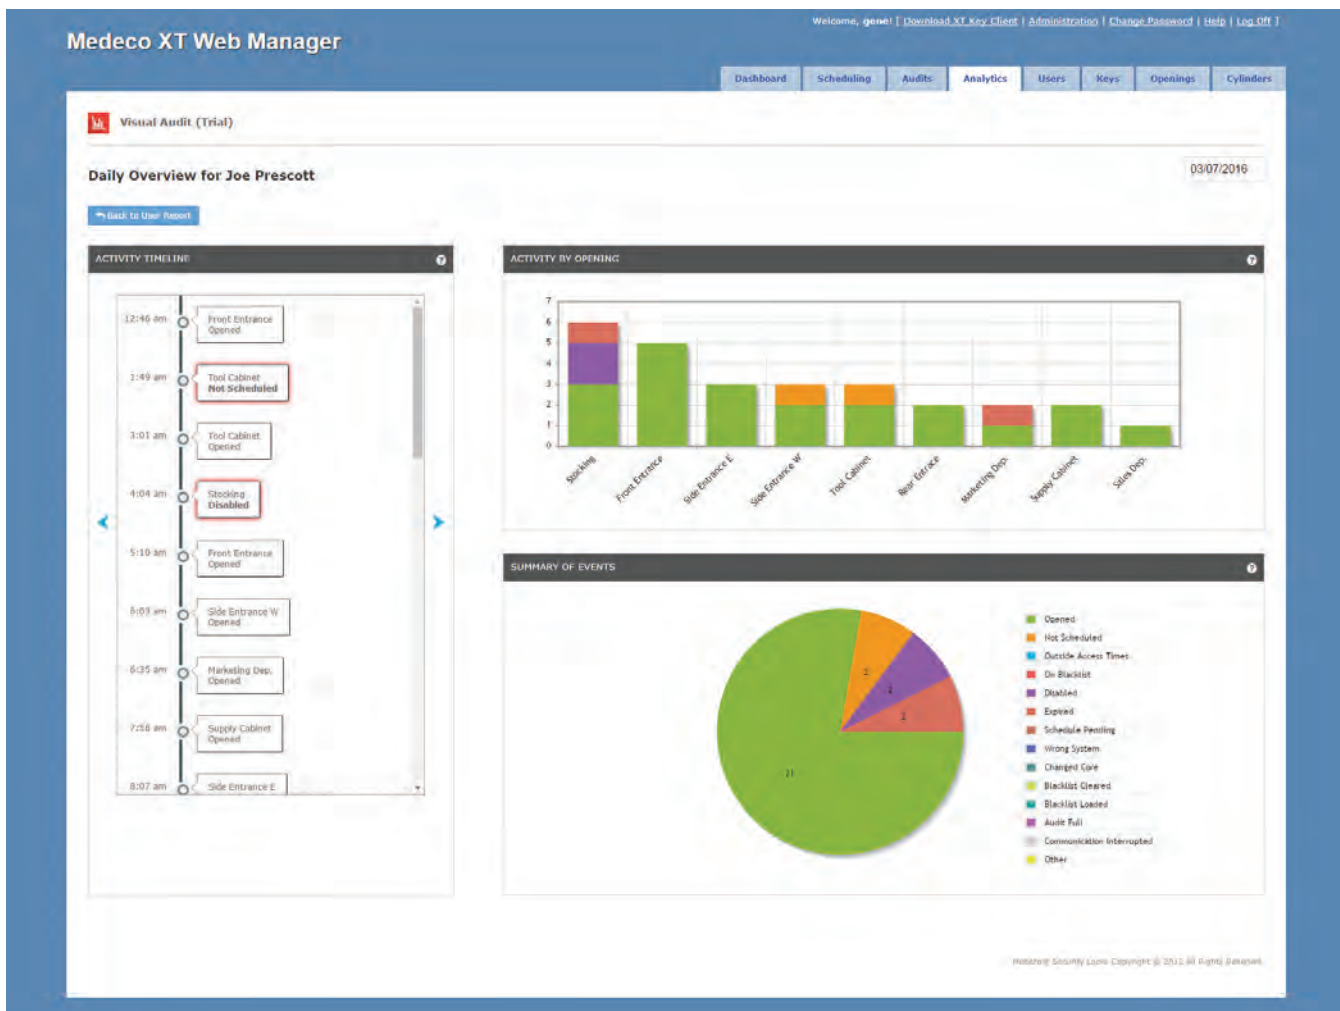 Welcome, gene! [ Download XT Key Client | Administration | Change Password | Help | Log Off ]
Medeco XT Web Manager
Dashboard Scheduling Audits Analytics Users Keys Openings Cylinders
Visual Audit (Trial)
Daily Overview for Joe Prescott
03/07/2016
Back to User Report
ACTIVITY TIMELINE
12:46 am
Front Entrance
Opened
1:49 am
Tool Cabinet
Not Scheduled
3:01 am
Tool Cabinet
Opened
4:04 am
Stocking
Disabled
5:10 am
Front Entrance
Opened
6:03 am
Side Entrance W
Opened
6:35 am
Marketing Dep.
Opened
7:56 am
Supply Cabinet
Opened
8:07 am
Side Entrance E
ACTIVITY BY OPENING
7
6
5
4
3
2
1
0
Stocking
Front Entrance
Side Entrance E
Side Entrance W
Tool Cabinet
Rear Entrace
Marketing Dep.
Supply Cabinet
Sales Dep.
SUMMARY OF EVENTS
2
2
2
21
Opened
Not Scheduled
Outside Access Times
On Blacklist
Disabled
Expired
Schedule Pending
Wrong System
Changed Core
Blacklist Cleared
Blacklist Loaded
Audit Full
Communication Interrupted
Other
Security Locks Copyright © 2012 All Rights Reserved.